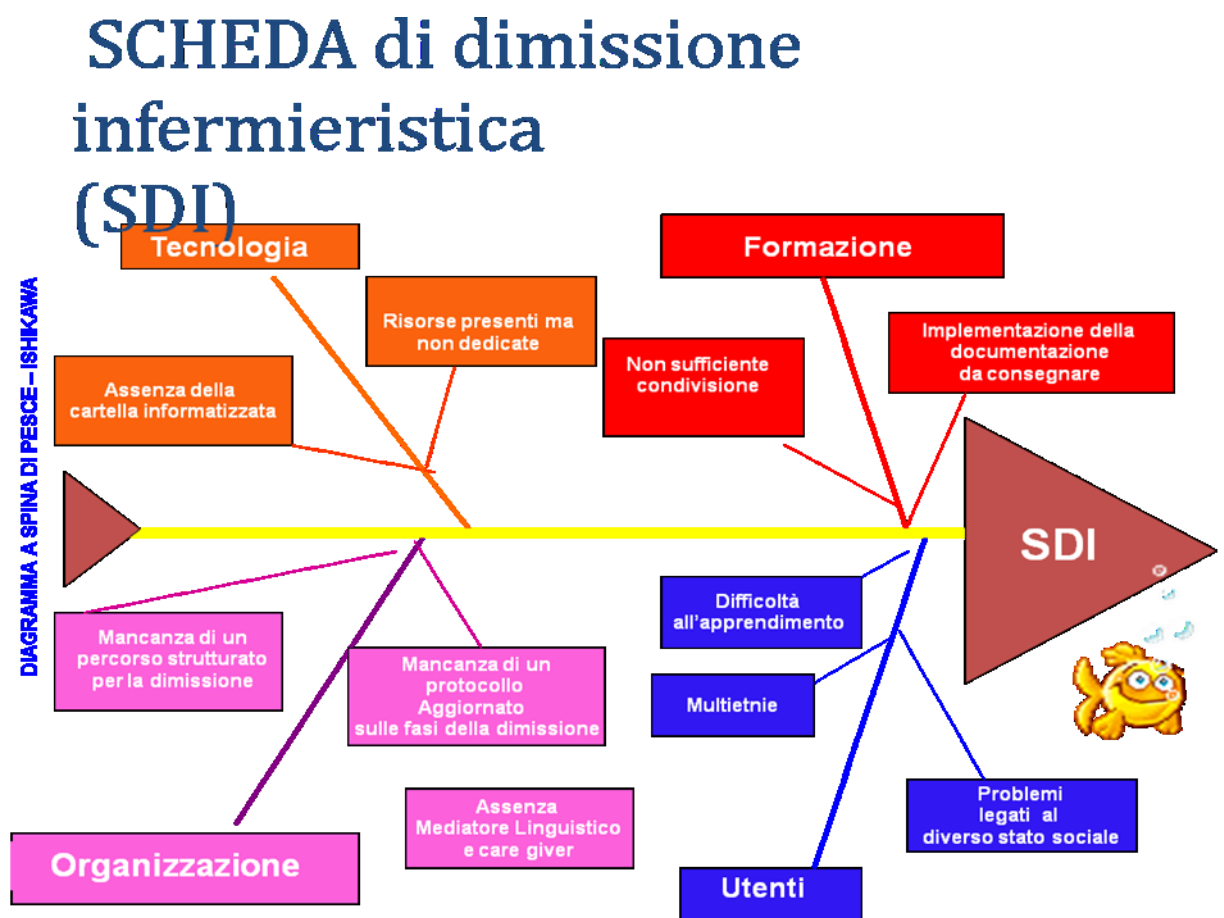 SCHEDA di dimissione
infermieristica
(SDI)
Tecnologia
Formazione
DIAGRAMMA A SPINA DI PESCE – ISHIKAWA
Risorse presenti ma
non dedicate
Assenza della
cartella informatizzata
Non sufficiente
condivisione
Implementazione della
documentazione
da consegnare
SDI
Mancanza di un
percorso strutturato
per la dimissione
Mancanza di un
protocollo
Aggiornato
sulle fasi della dimissione
Assenza
Mediatore Linguistico
e care giver
Organizzazione
Difficoltà
all'apprendimento
Multietnie
Problemi
legati al
diverso stato sociale
Utenti